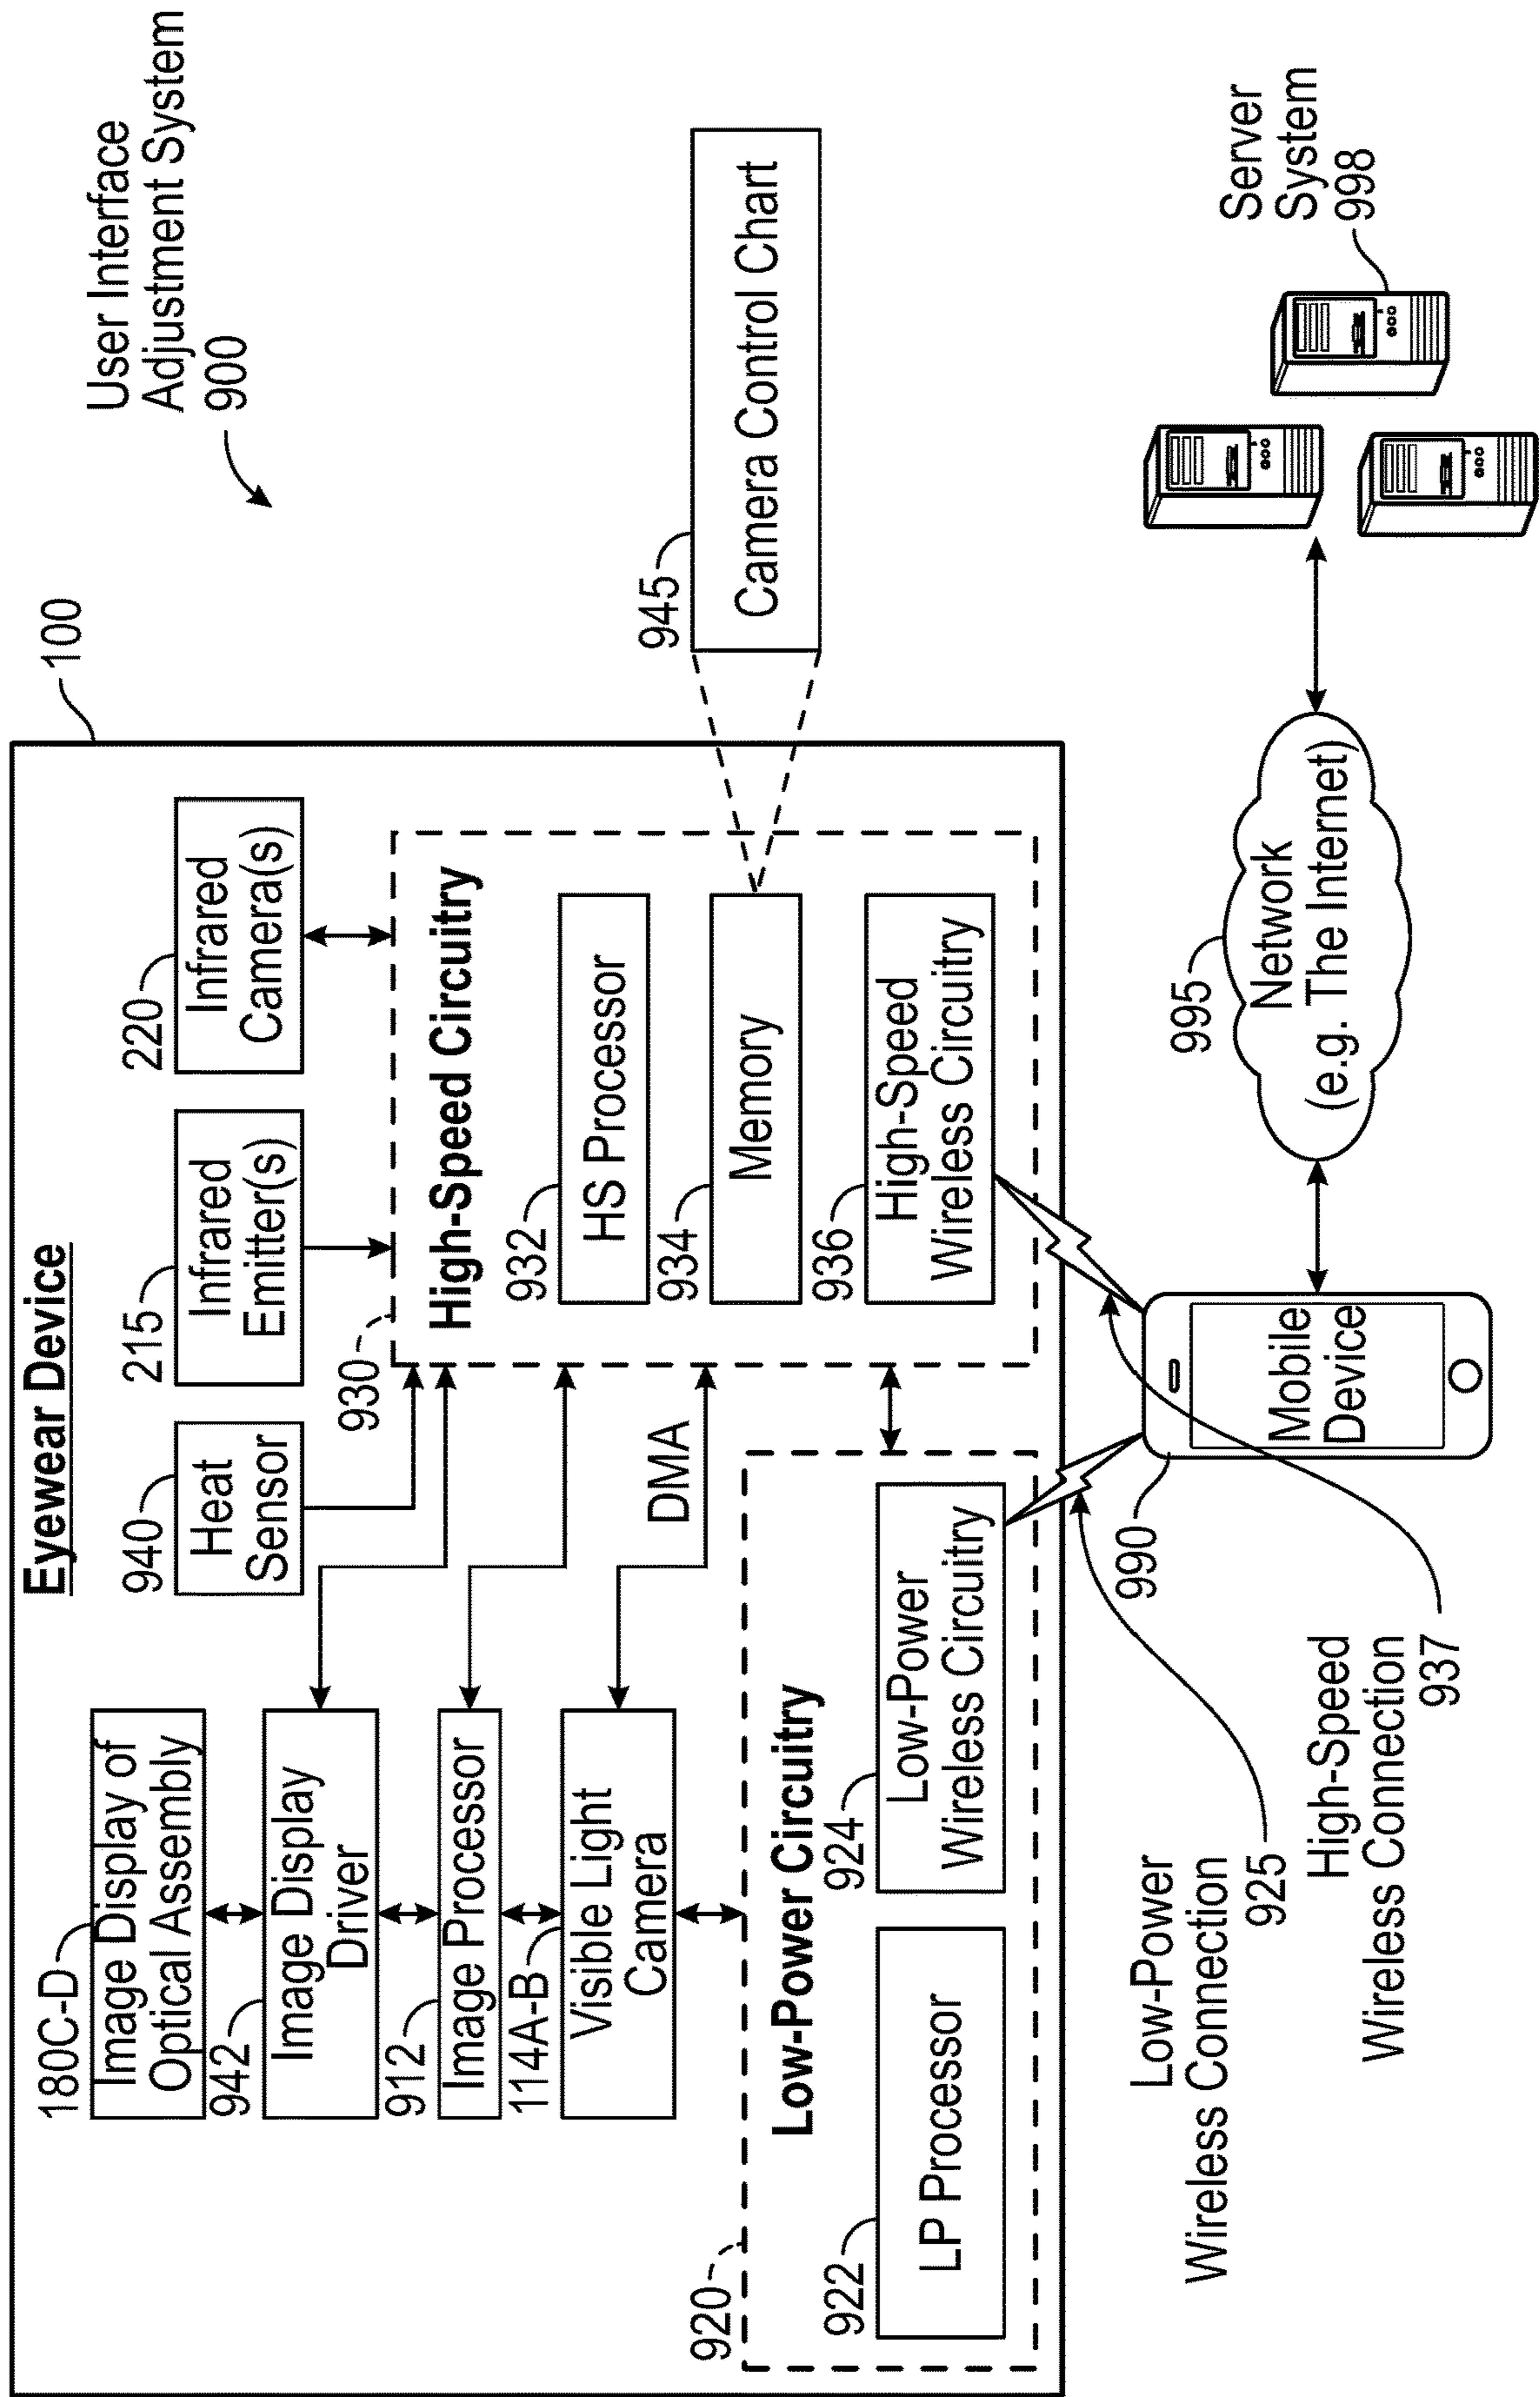 User Interface
Adjustment System
900
Eyewear Device
100
180C-D
Image Display of
Optical Assembly
942
Image Display
Driver
912
Image Processor
114A-B
Visible Light
Camera
940
Heat
Sensor
215
Infrared
Emitter(s)
220
Infrared
Camera(s)
930
High-Speed Circuitry
932
HS Processor
934
Memory
936
High-Speed
Wireless Circuitry
DMA
945
Camera Control Chart
920
Low-Power Circuitry
922
LP Processor
924
Low-Power
Wireless Circuitry
Low-Power
Wireless Connection
925
High-Speed
Wireless Connection
937
990
Mobile
Device
995
Network
(e.g. The Internet)
Server
System
998